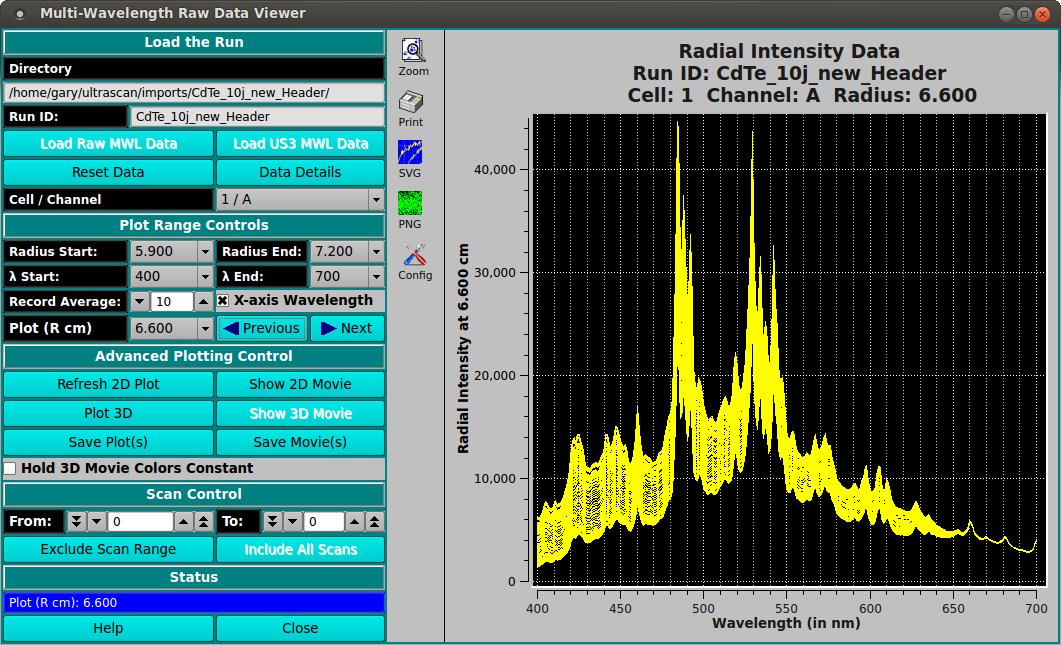 Multi-Wavelength Raw Data Viewer
Load the Run
Directory
/home/gary/ultrascan/imports/CdTe_10j_new_Header/
Run ID: CdTe_10j_new_Header
Load Raw MWL Data Load US3 MWL Data
Reset Data Data Details
Cell / Channel 1 / A
Plot Range Controls
Radius Start: 5.900 Radius End: 7.200
λ Start: 400 λ End: 700
Record Average: 10 X-axis Wavelength
Plot (R cm) 6.600 Previous Next
Advanced Plotting Control
Refresh 2D Plot Show 2D Movie
Plot 3D Show 3D Movie
Save Plot(s) Save Movie(s)
Hold 3D Movie Colors Constant
Scan Control
From: 0 To: 0
Exclude Scan Range Include All Scans
Status
Plot (R cm): 6.600
Help Close
Zoom
Print
SVG
PNG
Config
Radial Intensity Data
Run ID: CdTe_10j_new_Header
Cell: 1 Channel: A Radius: 6.600
Radial Intensity at 6.600 cm
40,000
30,000
20,000
10,000
0
400 450 500 550 600 650 700
Wavelength (in nm)